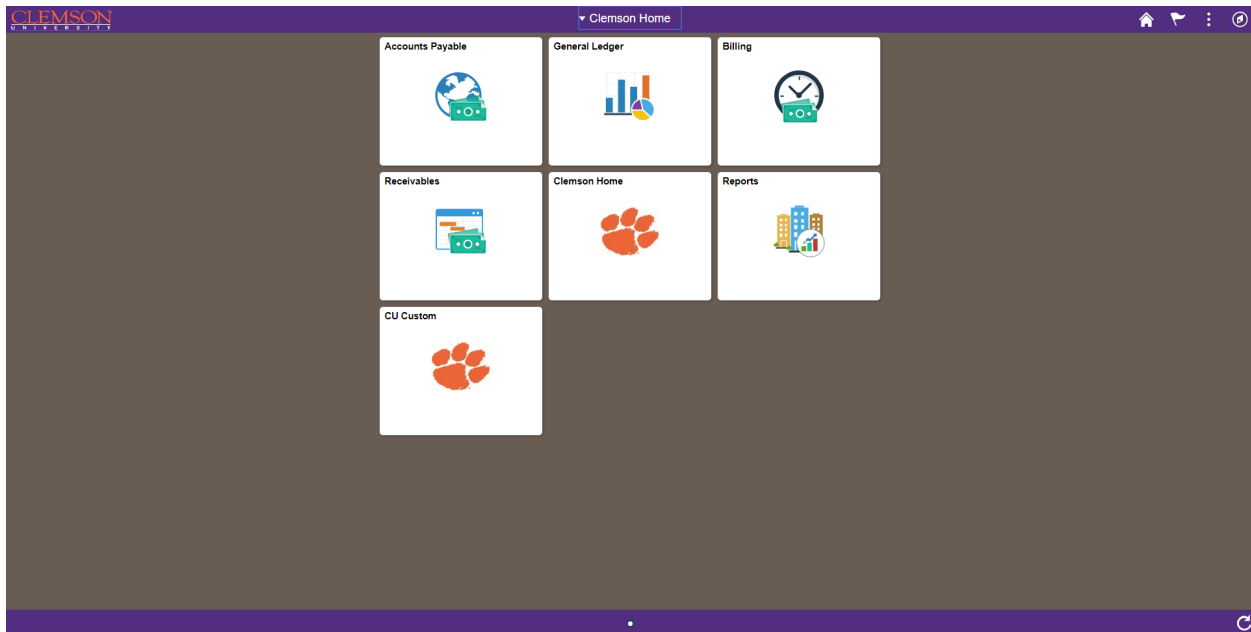 CLEMSON
UNIVERSITY
Clemson Home
Accounts Payable
General Ledger
Billing
Receivables
Clemson Home
Reports
CU Custom